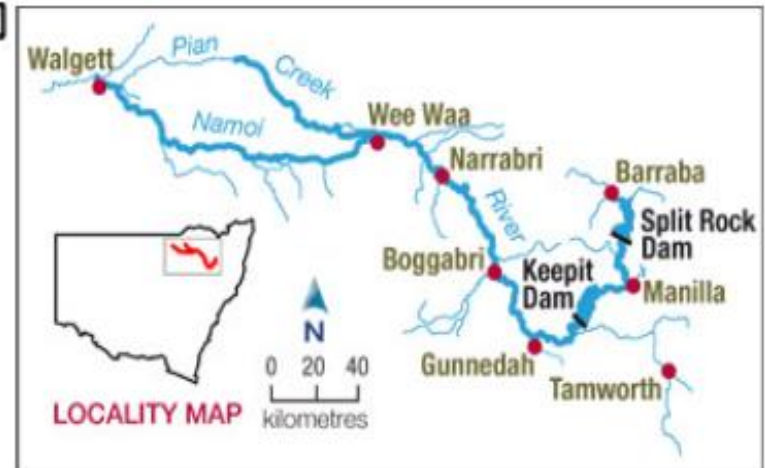 Walgett
Pian
Creek
Namoi
Wee Waa
Narrabri
River
Barraba
Split Rock
Dam
Boggabri
Keepit
Dam
Manilla
Gunnedah
Tamworth
N
0 20 40
kilometres
LOCALITY MAP